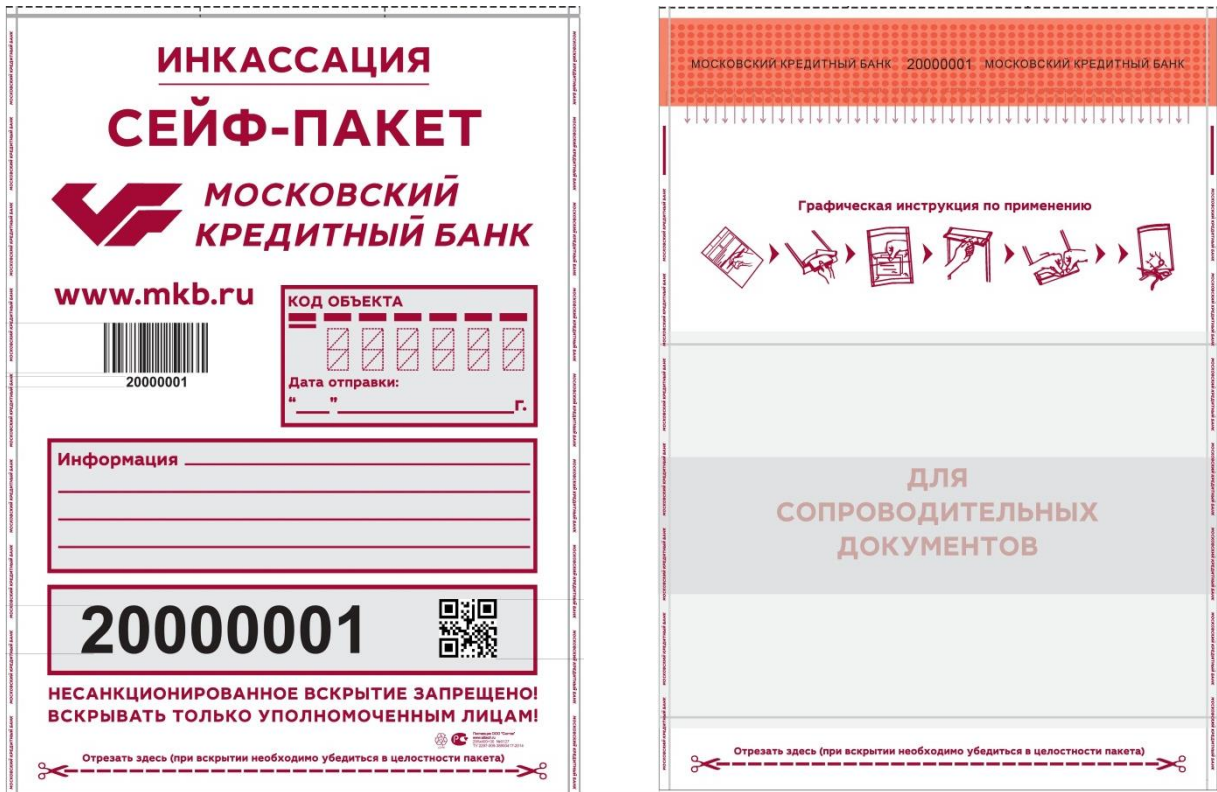 ИНКАССАЦИЯ
СЕЙФ-ПАКЕТ
МОСКОВСКИЙ
КРЕДИТНЫЙ БАНК
www.mkb.ru
20000001
КОД ОБЪЕКТА
Дата отправки:
“___” ____________________г.
Информация
20000001
НЕСАНКЦИОНИРОВАННОЕ ВСКРЫТИЕ ЗАПРЕЩЕНО!
ВСКРЫВАТЬ ТОЛЬКО УПОЛНОМОЧЕННЫМ ЛИЦАМ!
Отрезать здесь (при вскрытии необходимо убедиться в целостности пакета)
МОСКОВСКИЙ КРЕДИТНЫЙ БАНК 20000001 МОСКОВСКИЙ КРЕДИТНЫЙ БАНК
Графическая инструкция по применению
ДЛЯ
СОПРОВОДИТЕЛЬНЫХ
ДОКУМЕНТОВ
Отрезать здесь (при вскрытии необходимо убедиться в целостности пакета)